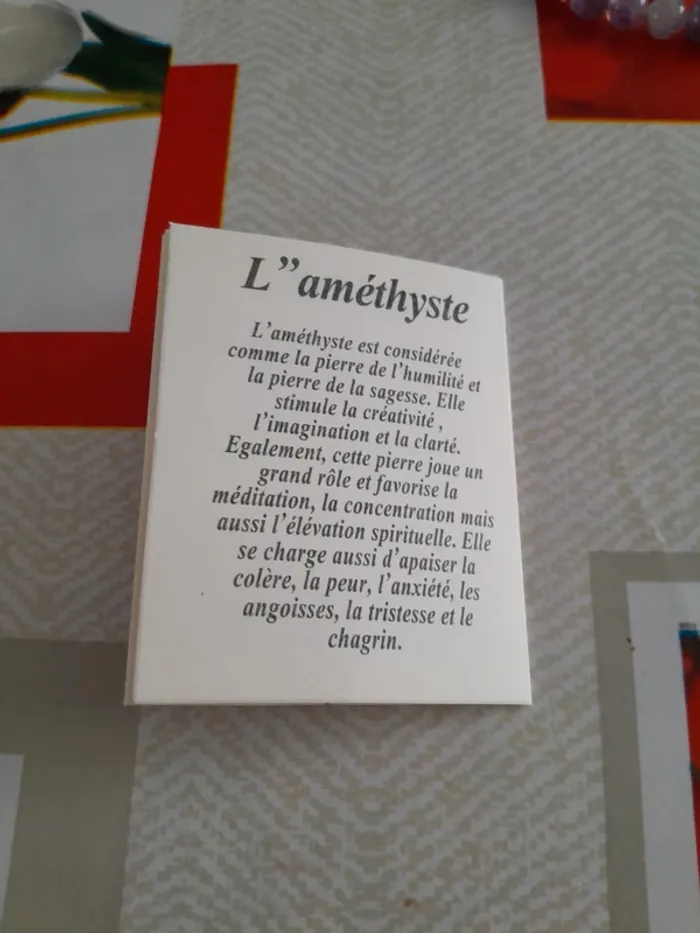 L”améthyste
L’améthyste est considérée
comme la pierre de l’humilité et
la pierre de la sagesse. Elle
stimule la créativité ,
l’imagination et la clarté.
Egalement, cette pierre joue un
grand rôle et favorise la
méditation, la concentration mais
aussi l’élévation spirituelle. Elle
se charge aussi d’apaiser la
colère, la peur, l’anxiété, les
angoisses, la tristesse et le
chagrin.